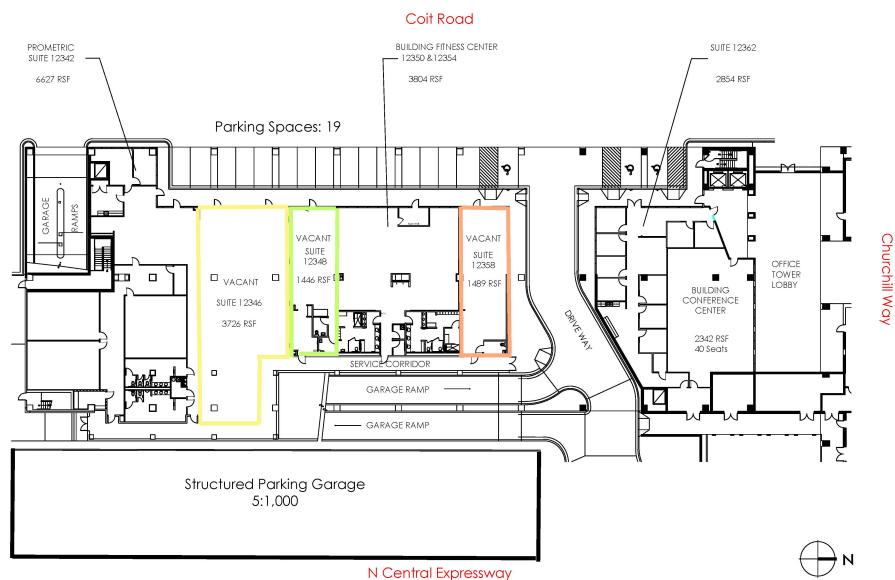 Coit Road
PROMETRIC
SUITE 12342
6627 RSF
BUILDING FITNESS CENTER
12350 & 12354
3804 RSF
SUITE 12362
2854 RSF
Parking Spaces: 19
GARAGE
RAMPS
VACANT
SUITE 12346
3726 RSF
VACANT
SUITE
12348
1446 RSF
VACANT
SUITE
12358
1489 RSF
DRIVE WAY
BUILDING
CONFERENCE
CENTER
2342 RSF
40 Seats
OFFICE
TOWER
LOBBY
Churchill Way
SERVICE CORRIDOR
GARAGE RAMP
GARAGE RAMP
Structured Parking Garage
5:1,000
N Central Expressway
N